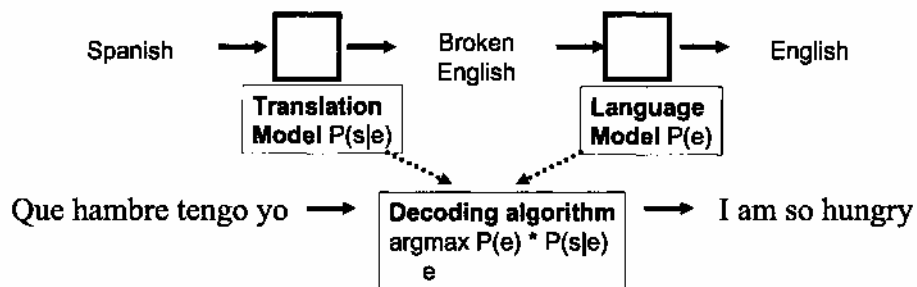 Spanish
Broken
English
English
Translation
Model P(s|e)
Language
Model P(e)
Que hambre tengo yo
Decoding algorithm
argmax P(e) * P(s|e)
e
I am so hungry